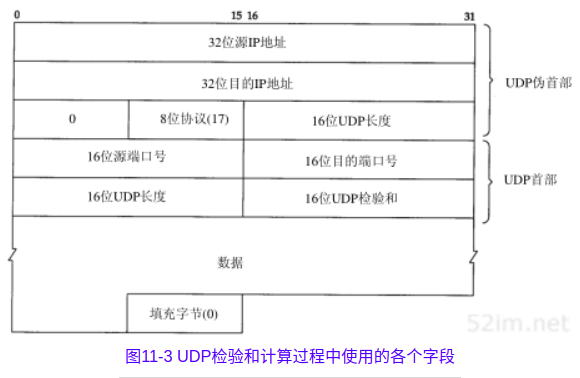 0 15 16 31
32位源IP地址
32位目的IP地址
UDP伪首部
0 8位协议(17) 16位UDP长度
16位源端口号 16位目的端口号
UDP首部
16位UDP长度 16位UDP检验和
数据
填充字节(0)
52im.net
图11-3 UDP检验和计算过程中使用的各个字段